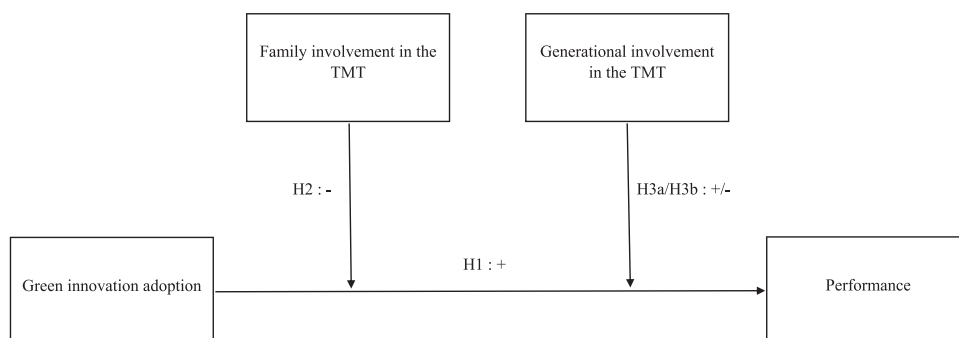 Family involvement in the
TMT
Generational involvement
in the TMT
H2 : -
H3a/H3b : +/-
H1 : +
Green innovation adoption
Performance